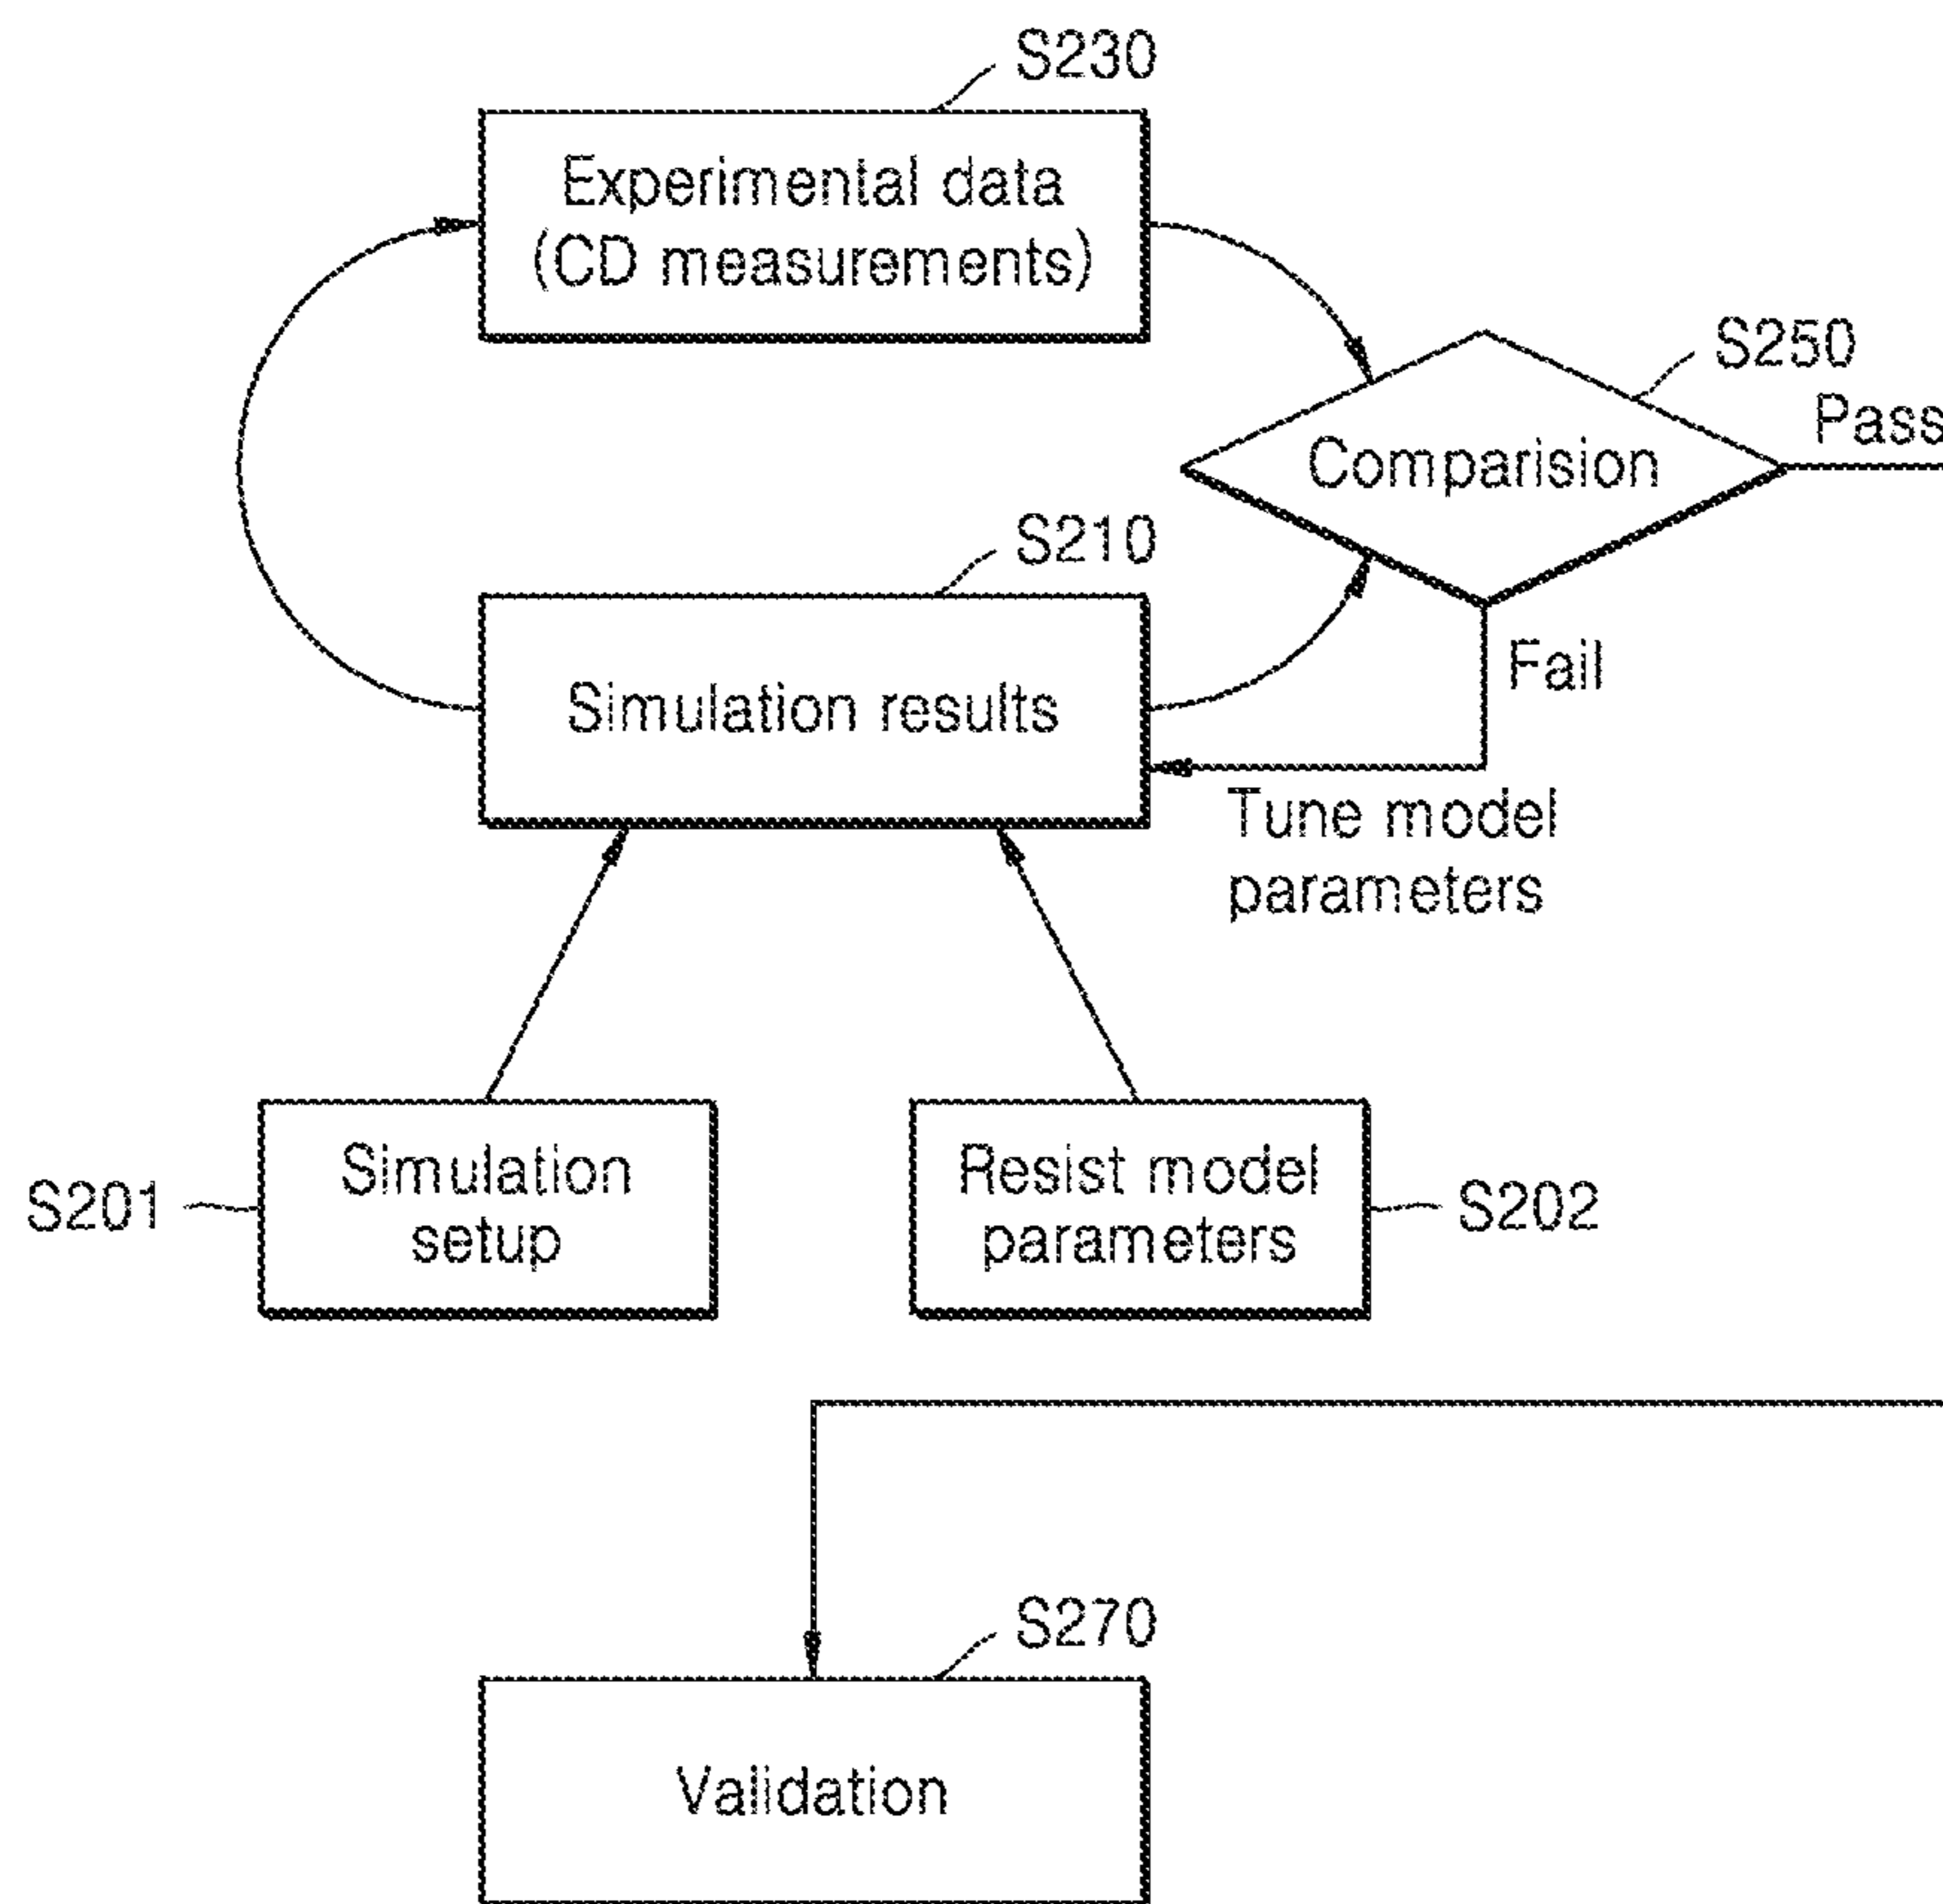 S230
Experimental data
(CD measurements)
S250
Pass
Comparision
S210
Simulation results
Fail
Tune model
parameters
S201
Simulation
setup
Resist model
parameters
S202
S270
Validation